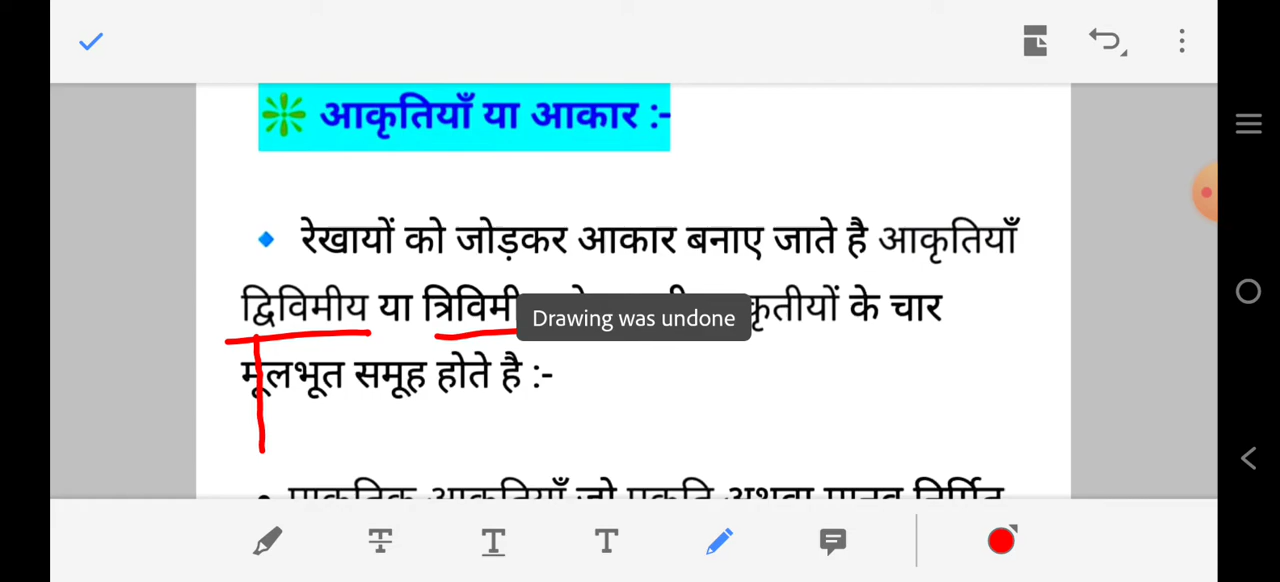 आकृतियाँ या आकार :-
रेखायों को जोड़कर आकार बनाए जाते है आकृतियाँ
द्विविमीय या के चार
Drawing was undone
मूलभूत समूह होते है :-
T T T